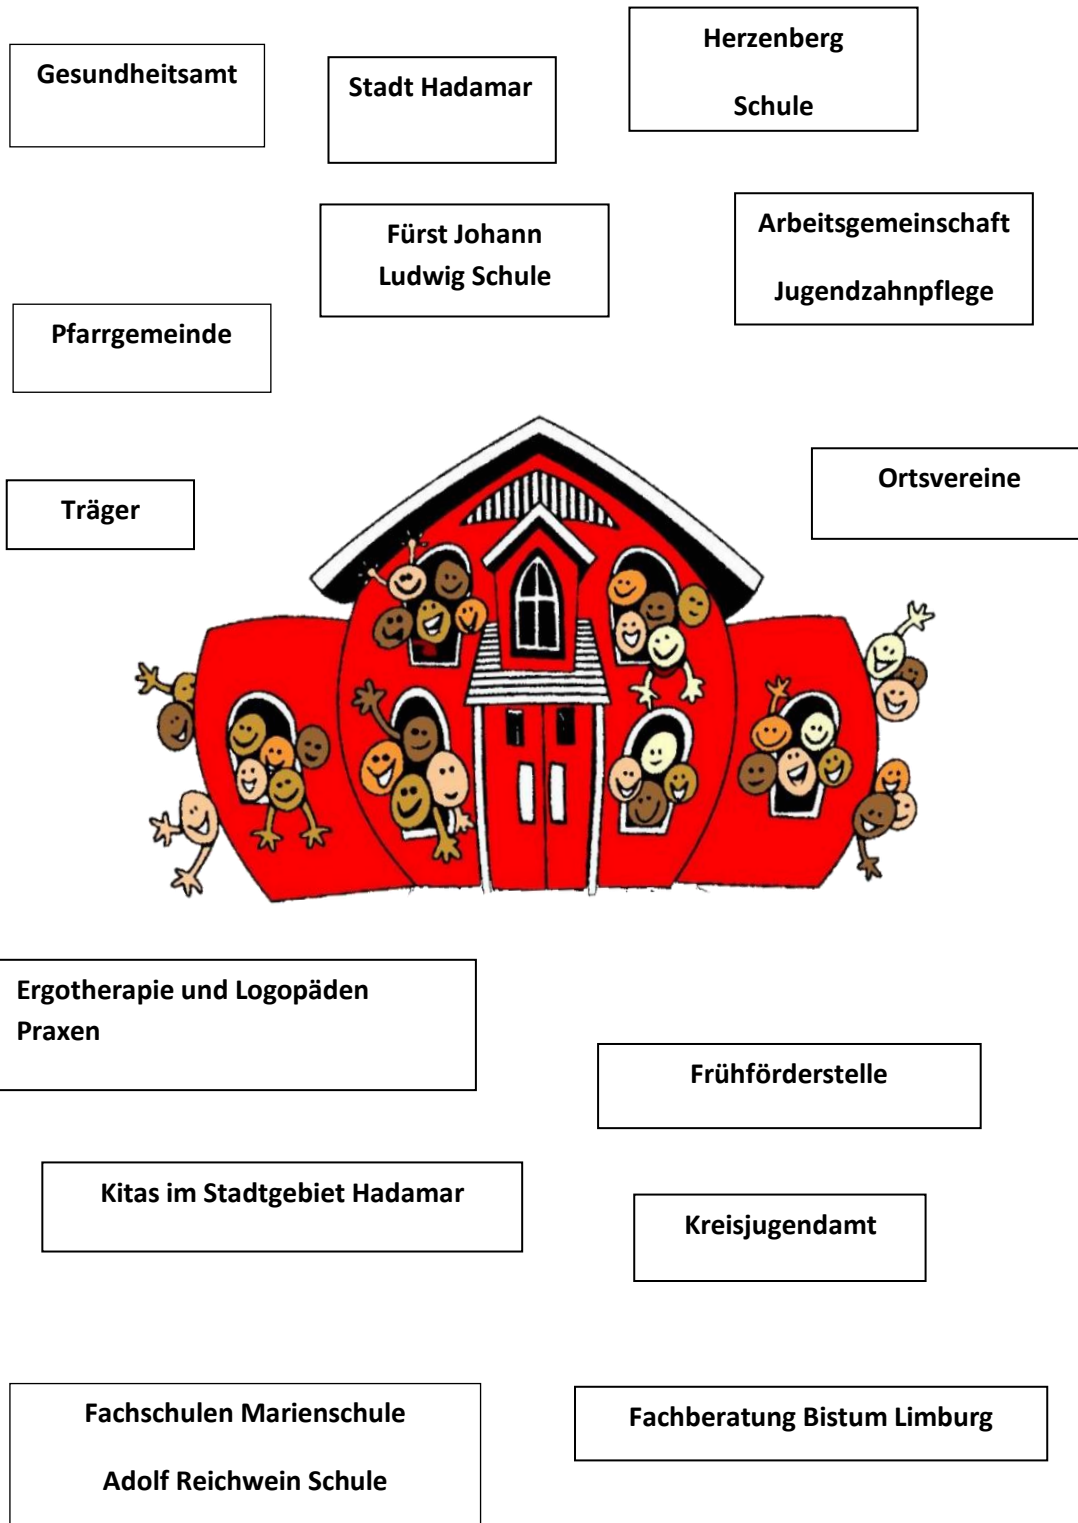 Gesundheitsamt
Stadt Hadamar
Herzenberg
Schule
Fürst Johann
Ludwig Schule
Arbeitsgemeinschaft
Jugendzahnpflege
Pfarrgemeinde
Träger
Ortsvereine
Ergotherapie und Logopäden
Praxen
Frühförderstelle
Kitas im Stadtgebiet Hadamar
Kreisjugendamt
Fachschulen Marienschule
Adolf Reichwein Schule
Fachberatung Bistum Limburg